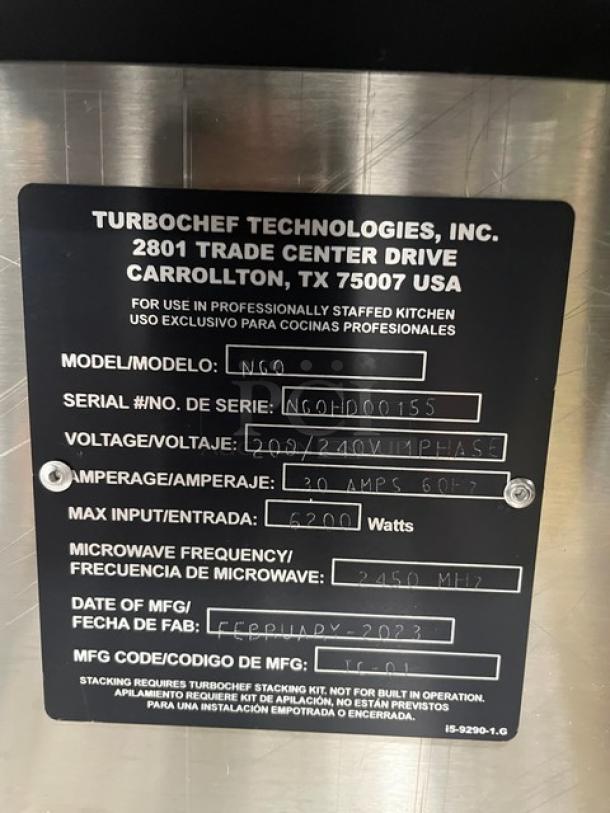 TURBOCHEF TECHNOLOGIES, INC.
2801 TRADE CENTER DRIVE
CARROLLTON, TX 75007 USA
FOR USE IN PROFESSIONALLY STAFFED KITCHEN
USO EXCLUSIVO PARA COCINAS PROFESIONALES
MODEL/MODELO: NGO
SERIAL #/NO. DE SERIE: NGOHD00155
VOLTAGE/VOLTAJE: 208/240V 1PHASE
AMPERAGE/AMPERAJE: 30 AMPS 60Hz
MAX INPUT/ENTRADA: 6200 Watts
MICROWAVE FREQUENCY/
FRECUENCIA DE MICROWAVE: 2450 MHz
DATE OF MFG/
FECHA DE FAB: FEBRUARY-2023
MFG CODE/CODIGO DE MFG:
STACKING REQUIRES TURBOCHEF STACKING KIT. NOT FOR BUILT IN OPERATION.
APILAMIENTO REQUIERE KIT DE APILACIÓN, NO ESTÁN PREVISTOS
PARA UNA INSTALACIÓN EMPOTRADA O ENCERRADA.
i5-9290-1.G